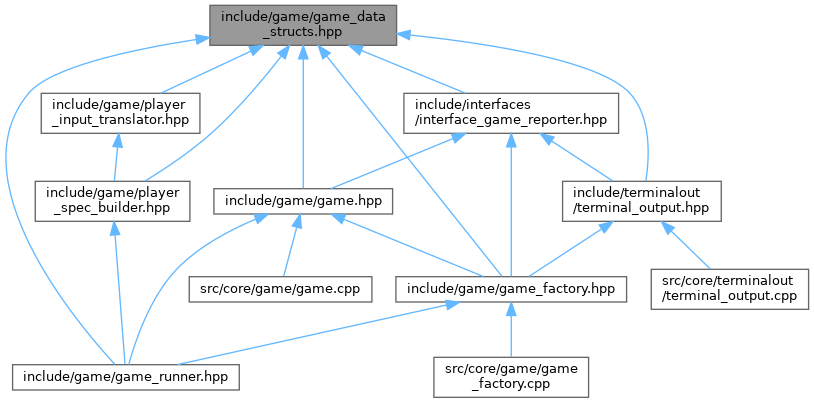 include/game/game_data
_structs.hpp
include/game/player
_input_translator.hpp
include/interfaces
/interface_game_reporter.hpp
include/game/player
_spec_builder.hpp
include/game/game.hpp
include/terminalout
/terminal_output.hpp
src/core/game/game.cpp
include/game/game_factory.hpp
src/core/terminalout
/terminal_output.cpp
include/game/game_runner.hpp
src/core/game/game
_factory.cpp